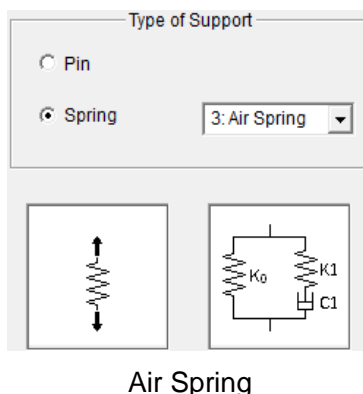 Type of Support
Pin
Spring
3: Air Spring
K₀
K1
C1
Air Spring